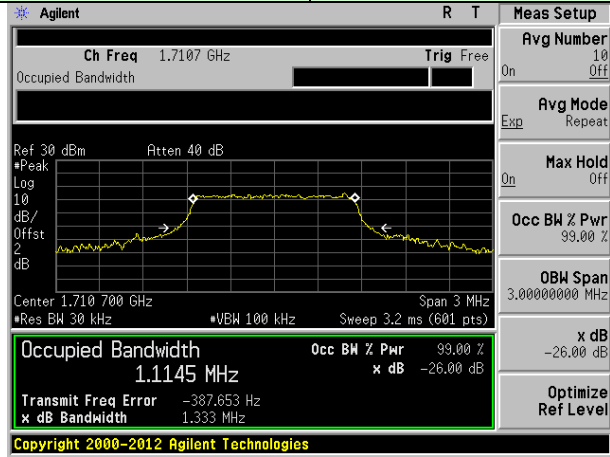 Agilent R T
Meas Setup
Ch Freq 1.7107 GHz Trig Free
Occupied Bandwidth
Ref 30 dBm Atten 40 dB
#Peak
Log
10
dB/
Offst
2
dB
Center 1.710 700 GHz Span 3 MHz
#Res BW 30 kHz #VBW 100 kHz Sweep 3.2 ms (601 pts)
Occupied Bandwidth Occ BW % Pwr 99.00 %
1.1145 MHz x dB -26.00 dB
Transmit Freq Error -387.653 Hz
x dB Bandwidth 1.333 MHz
Copyright 2000-2012 Agilent Technologies
Avg Number
10
On Off
Avg Mode
Exp Repeat
Max Hold
On Off
Occ BW % Pwr
99.00 %
OBW Span
3.00000000 MHz
x dB
-26.00 dB
Optimize
Ref Level